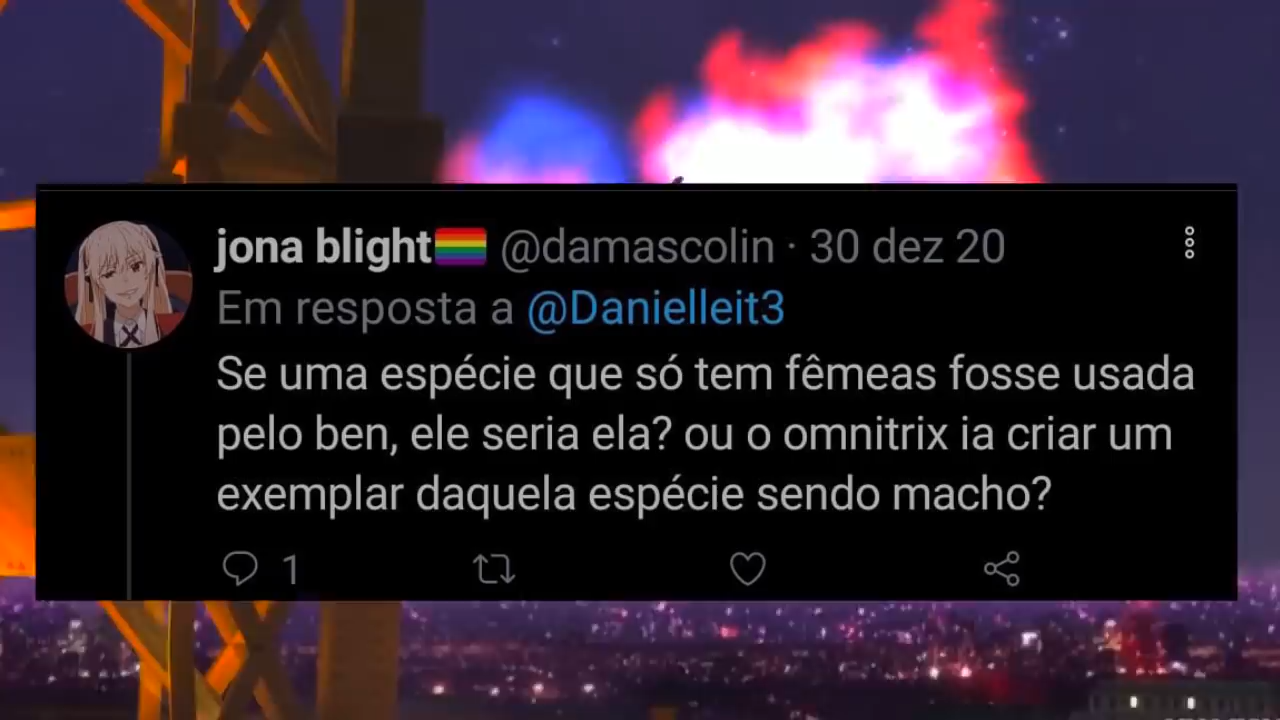 jona blight🏳️‍🌈 @damascolin · 30 dez 20
Em resposta a @Danielleit3
Se uma espécie que só tem fêmeas fosse usada
pelo ben, ele seria ela? ou o omnitrix ia criar um
exemplar daquela espécie sendo macho?
1